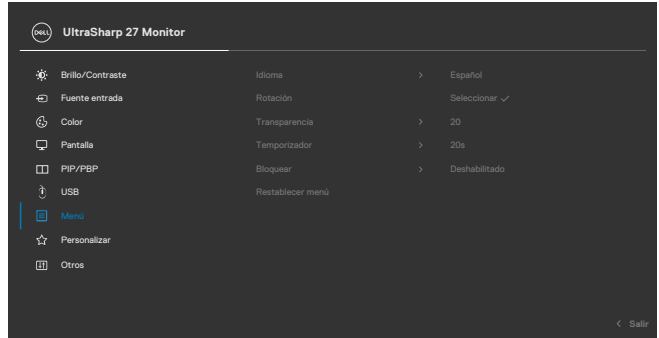 DELL UltraSharp 27 Monitor
Brillo/Contraste Idioma > Español
Fuente entrada Rotación Seleccionar ✓
Color Transparencia > 20
Pantalla Temporizador > 20s
PIP/PBP Bloquear > Deshabilitado
USB Restablecer menú
Menú
Personalizar
Otros
< Salir